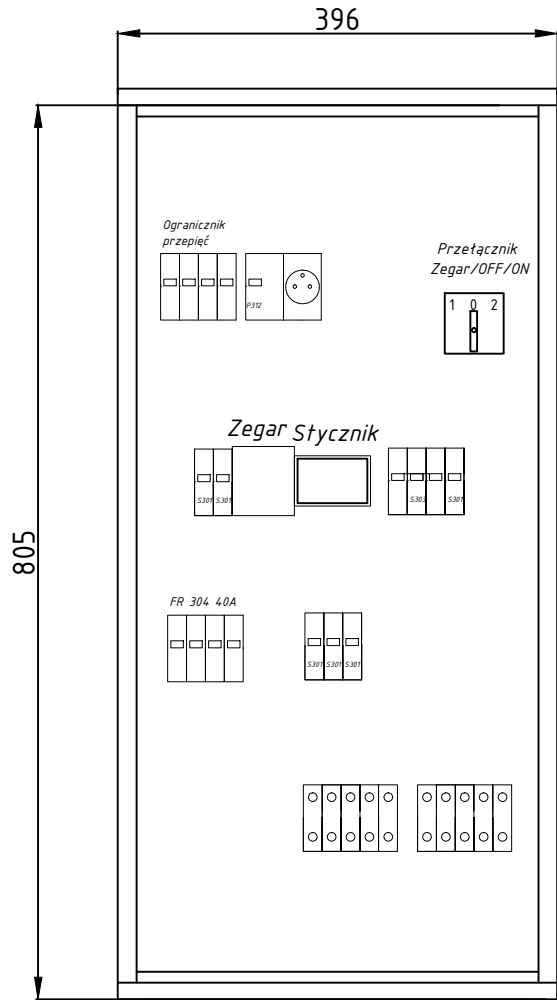 396
805
Ogranicznik
przepięć
P312
Przełącznik
Zegar/OFF/ON
1 0 2
Zegar Stycznik
S301 S301
S303 S301
FR 304 40A
S301 S301 S301